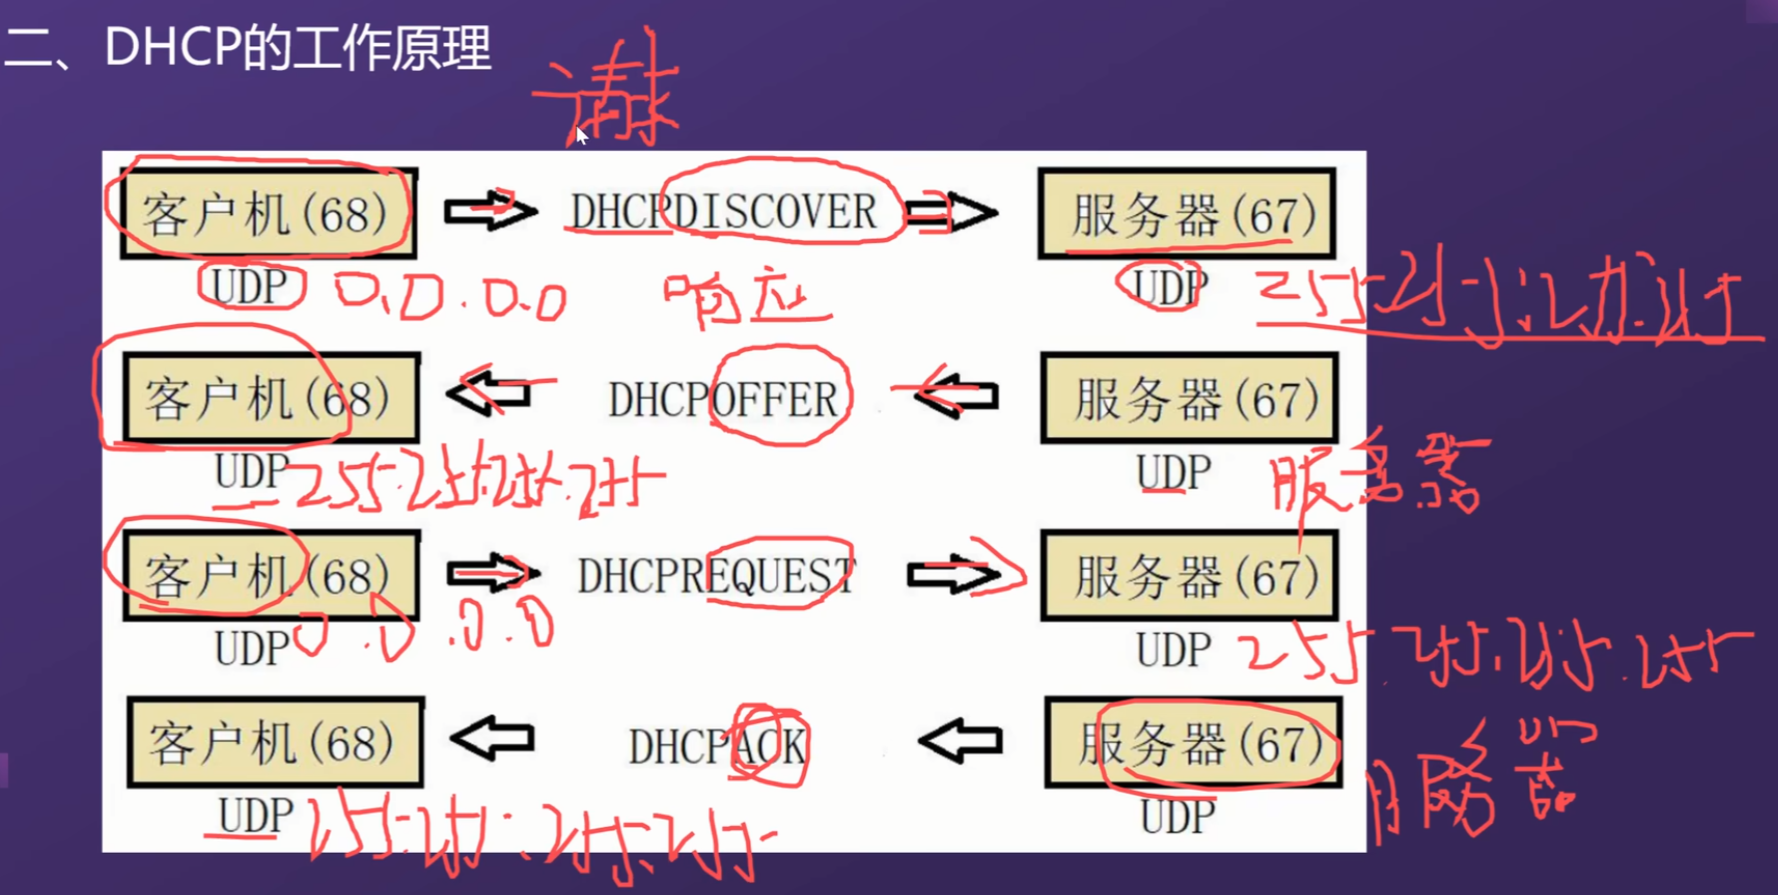 二、DHCP的工作原理
请求
客户机(68) DHCPDISCOVER 服务器(67)
UDP 0.0.0.0 响应 UDP 255.255.255.255
客户机(68) DHCPOFFER 服务器(67)
UDP 255.255.255.255 UDP 服务器
客户机(68) DHCPREQUEST 服务器(67)
UDP 0.0.0.0 UDP 255.255.255.255
客户机(68) DHCPACK 服务器(67)
UDP 255.255.255.255 UDP 服务器